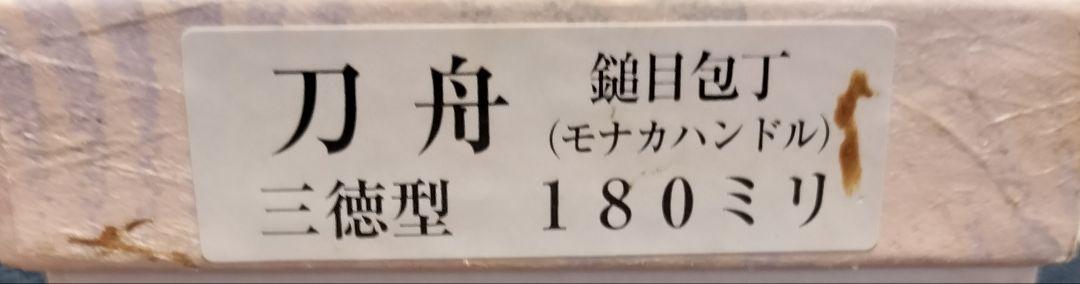 刀舟
鎚目包丁
(モナカハンドル)
三徳型 180ミリ